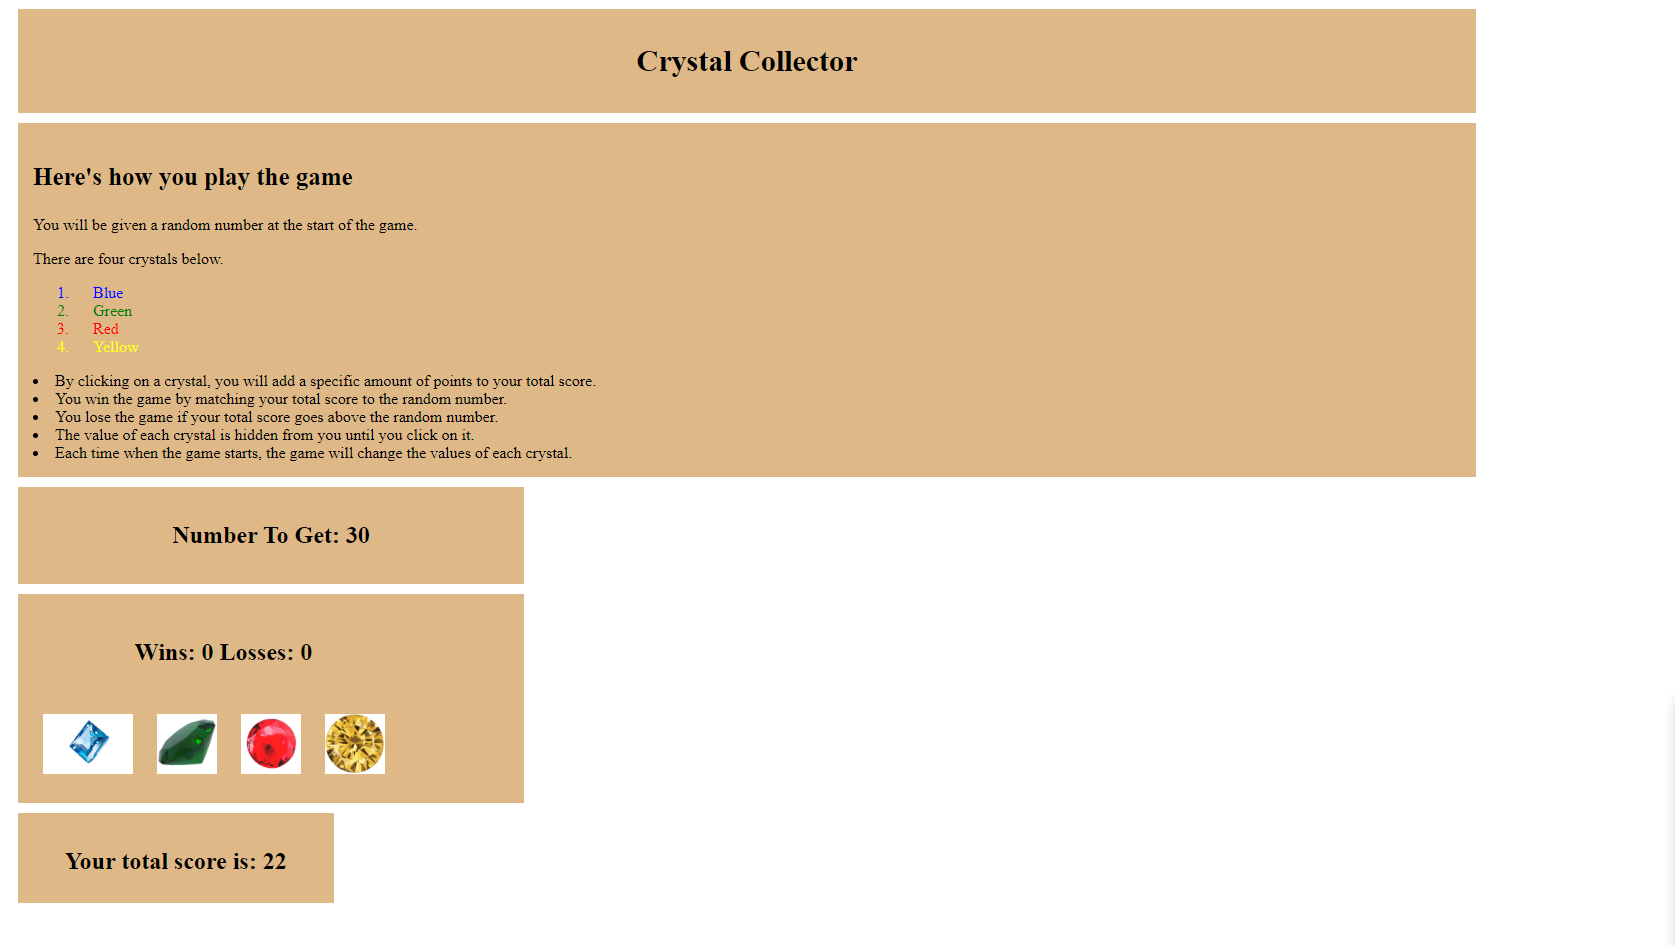 Crystal Collector
Here's how you play the game
You will be given a random number at the start of the game.
There are four crystals below.
1. Blue
2. Green
3. Red
4. Yellow
• By clicking on a crystal, you will add a specific amount of points to your total score.
• You win the game by matching your total score to the random number.
• You lose the game if your total score goes above the random number.
• The value of each crystal is hidden from you until you click on it.
• Each time when the game starts, the game will change the values of each crystal.
Number To Get: 30
Wins: 0 Losses: 0
Your total score is: 22